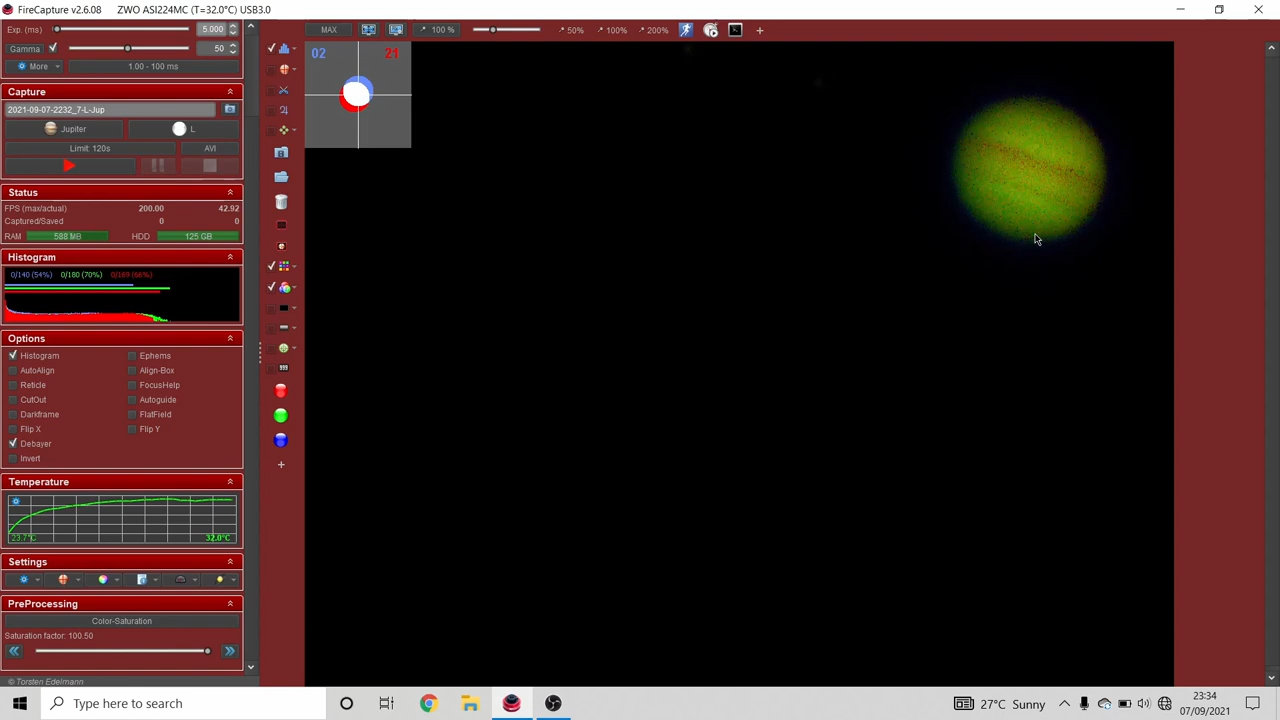 FireCapture v2.6.08 ZWO ASI224MC (T=32.0°C) USB3.0
Exp. (ms) 5.000
Gamma 50
More 1.00 - 100 ms
Capture
2021-09-07-2232_7-L-Jup
Jupiter L
Limit: 120s AVI
Status
FPS (max/actual) 200.00 42.92
Captured/Saved 0 0
RAM 588 MB HDD 125 GB
Histogram
0/140 (54%) 0/180 (70%) 0/169 (66%)
Options
Histogram Ephems
AutoAlign Align-Box
Reticle FocusHelp
CutOut Autoguide
Darkframe FlatField
Flip X Flip Y
Debayer
Invert
Temperature
23.7°C 32.0°C
Settings
PreProcessing
Color-Saturation
Saturation factor: 100.50
© Torsten Edelmann
MAX 100 % 50% 100% 200%
02 21
Type here to search
27°C Sunny
23:34
07/09/2021